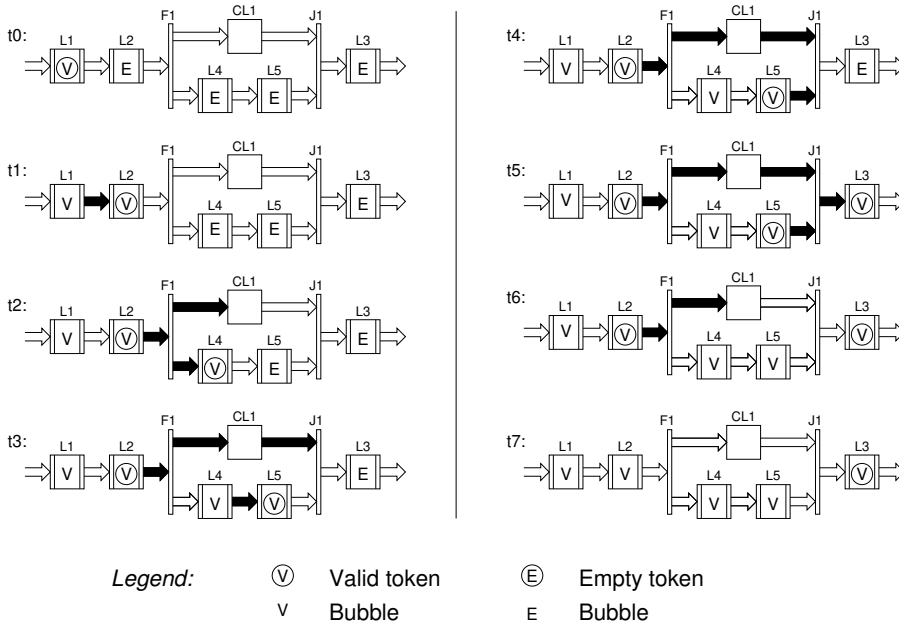 t0:
F1 CL1 J1
L1 L2 L3
V E E
L4 L5
E E
t1:
F1 CL1 J1
L1 L2 L3
V V E
L4 L5
E E
t2:
F1 CL1 J1
L1 L2 L3
V V E
L4 L5
V E
t3:
F1 CL1 J1
L1 L2 L3
V V E
L4 L5
V V
t4:
F1 CL1 J1
L1 L2 L3
V V E
L4 L5
V V
t5:
F1 CL1 J1
L1 L2 L3
V V V
L4 L5
V V
t6:
F1 CL1 J1
L1 L2 L3
V V V
L4 L5
V V
t7:
F1 CL1 J1
L1 L2 L3
V V V
L4 L5
V V
Legend: V Valid token E Empty token
V Bubble E Bubble